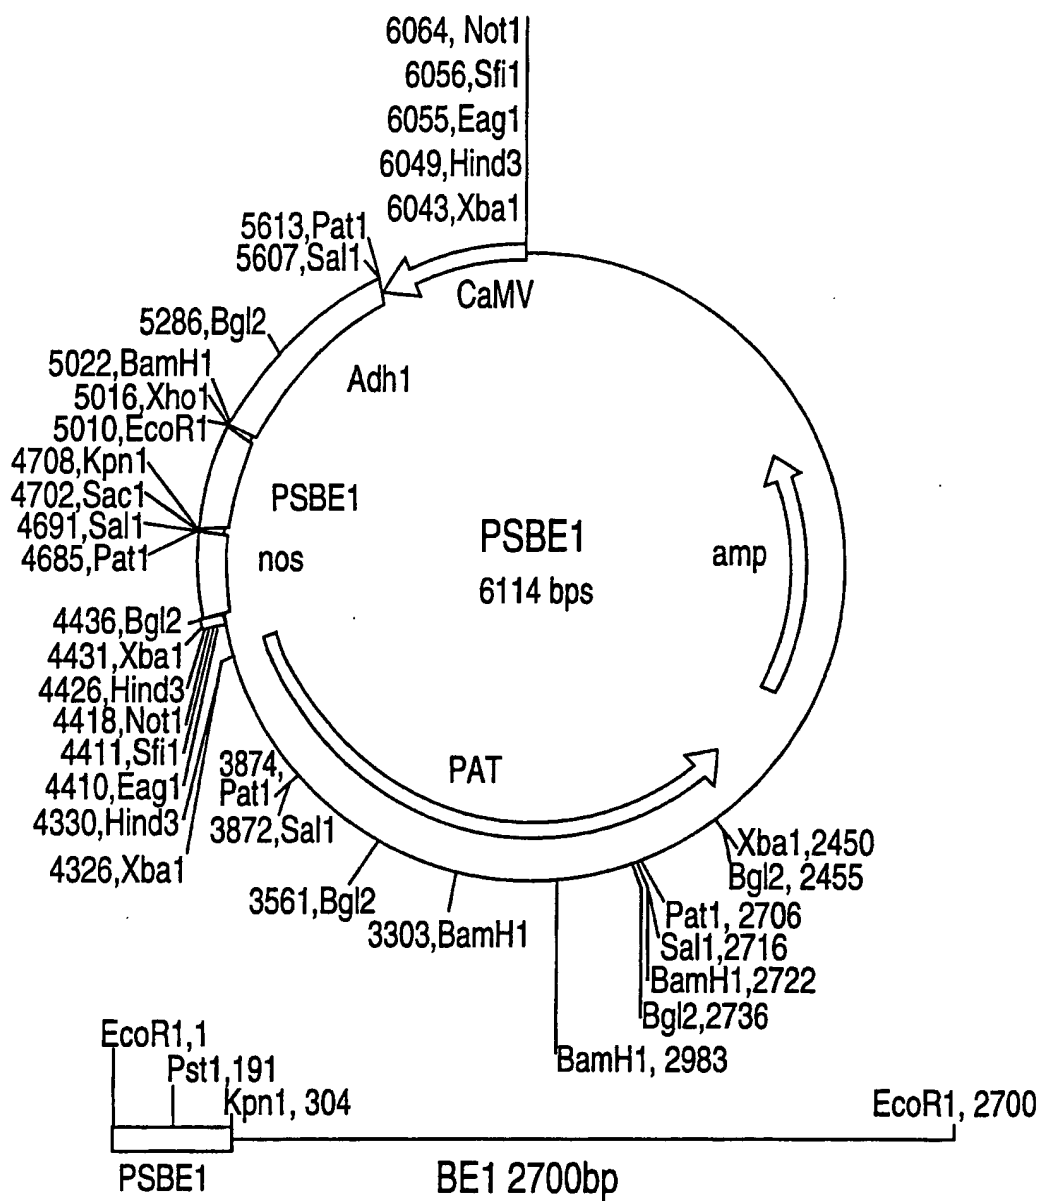 6064, Not1
6056,Sfi1
6055,Eag1
6049,Hind3
6043,Xba1
5613,Pat1
5607,Sal1
CaMV
5286,Bgl2
Adh1
5022,BamH1
5016,Xho1
5010,EcoR1
4708,Kpn1
4702,Sac1
4691,Sal1
4685,Pat1
PSBE1
nos
PSBE1
6114 bps
amp
4436,Bgl2
4431,Xba1
4426,Hind3
4418,Not1
4411,Sfi1
4410,Eag1
4330,Hind3
4326,Xba1
3874,
Pat1
3872,Sal1
PAT
3561,Bgl2
3303,BamH1
Xba1,2450
Bgl2, 2455
Pat1, 2706
Sal1,2716
BamH1,2722
Bgl2,2736
BamH1, 2983
EcoR1,1
Pst1,191
Kpn1, 304
EcoR1, 2700
PSBE1
BE1 2700bp